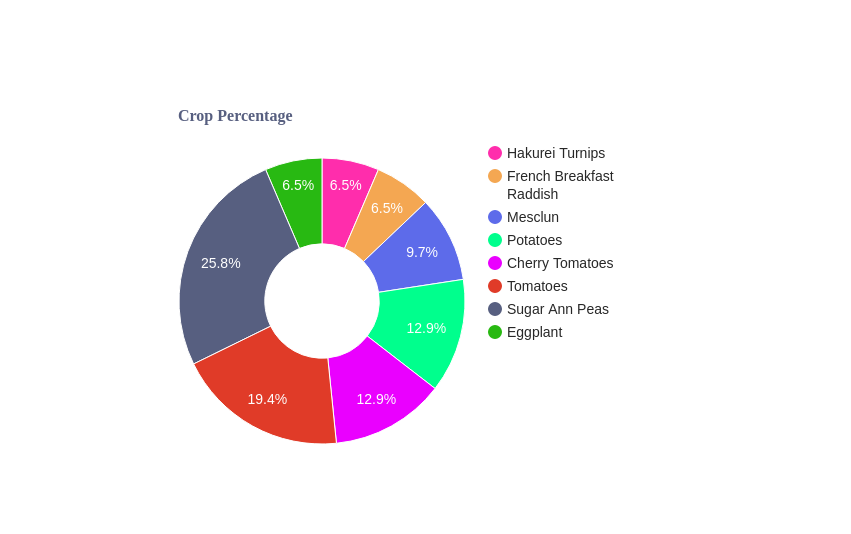 Crop Percentage
Hakurei Turnips
French Breakfast
Raddish
Mesclun
Potatoes
Cherry Tomatoes
Tomatoes
Sugar Ann Peas
Eggplant
6.5%
6.5%
6.5%
9.7%
25.8%
12.9%
19.4%
12.9%